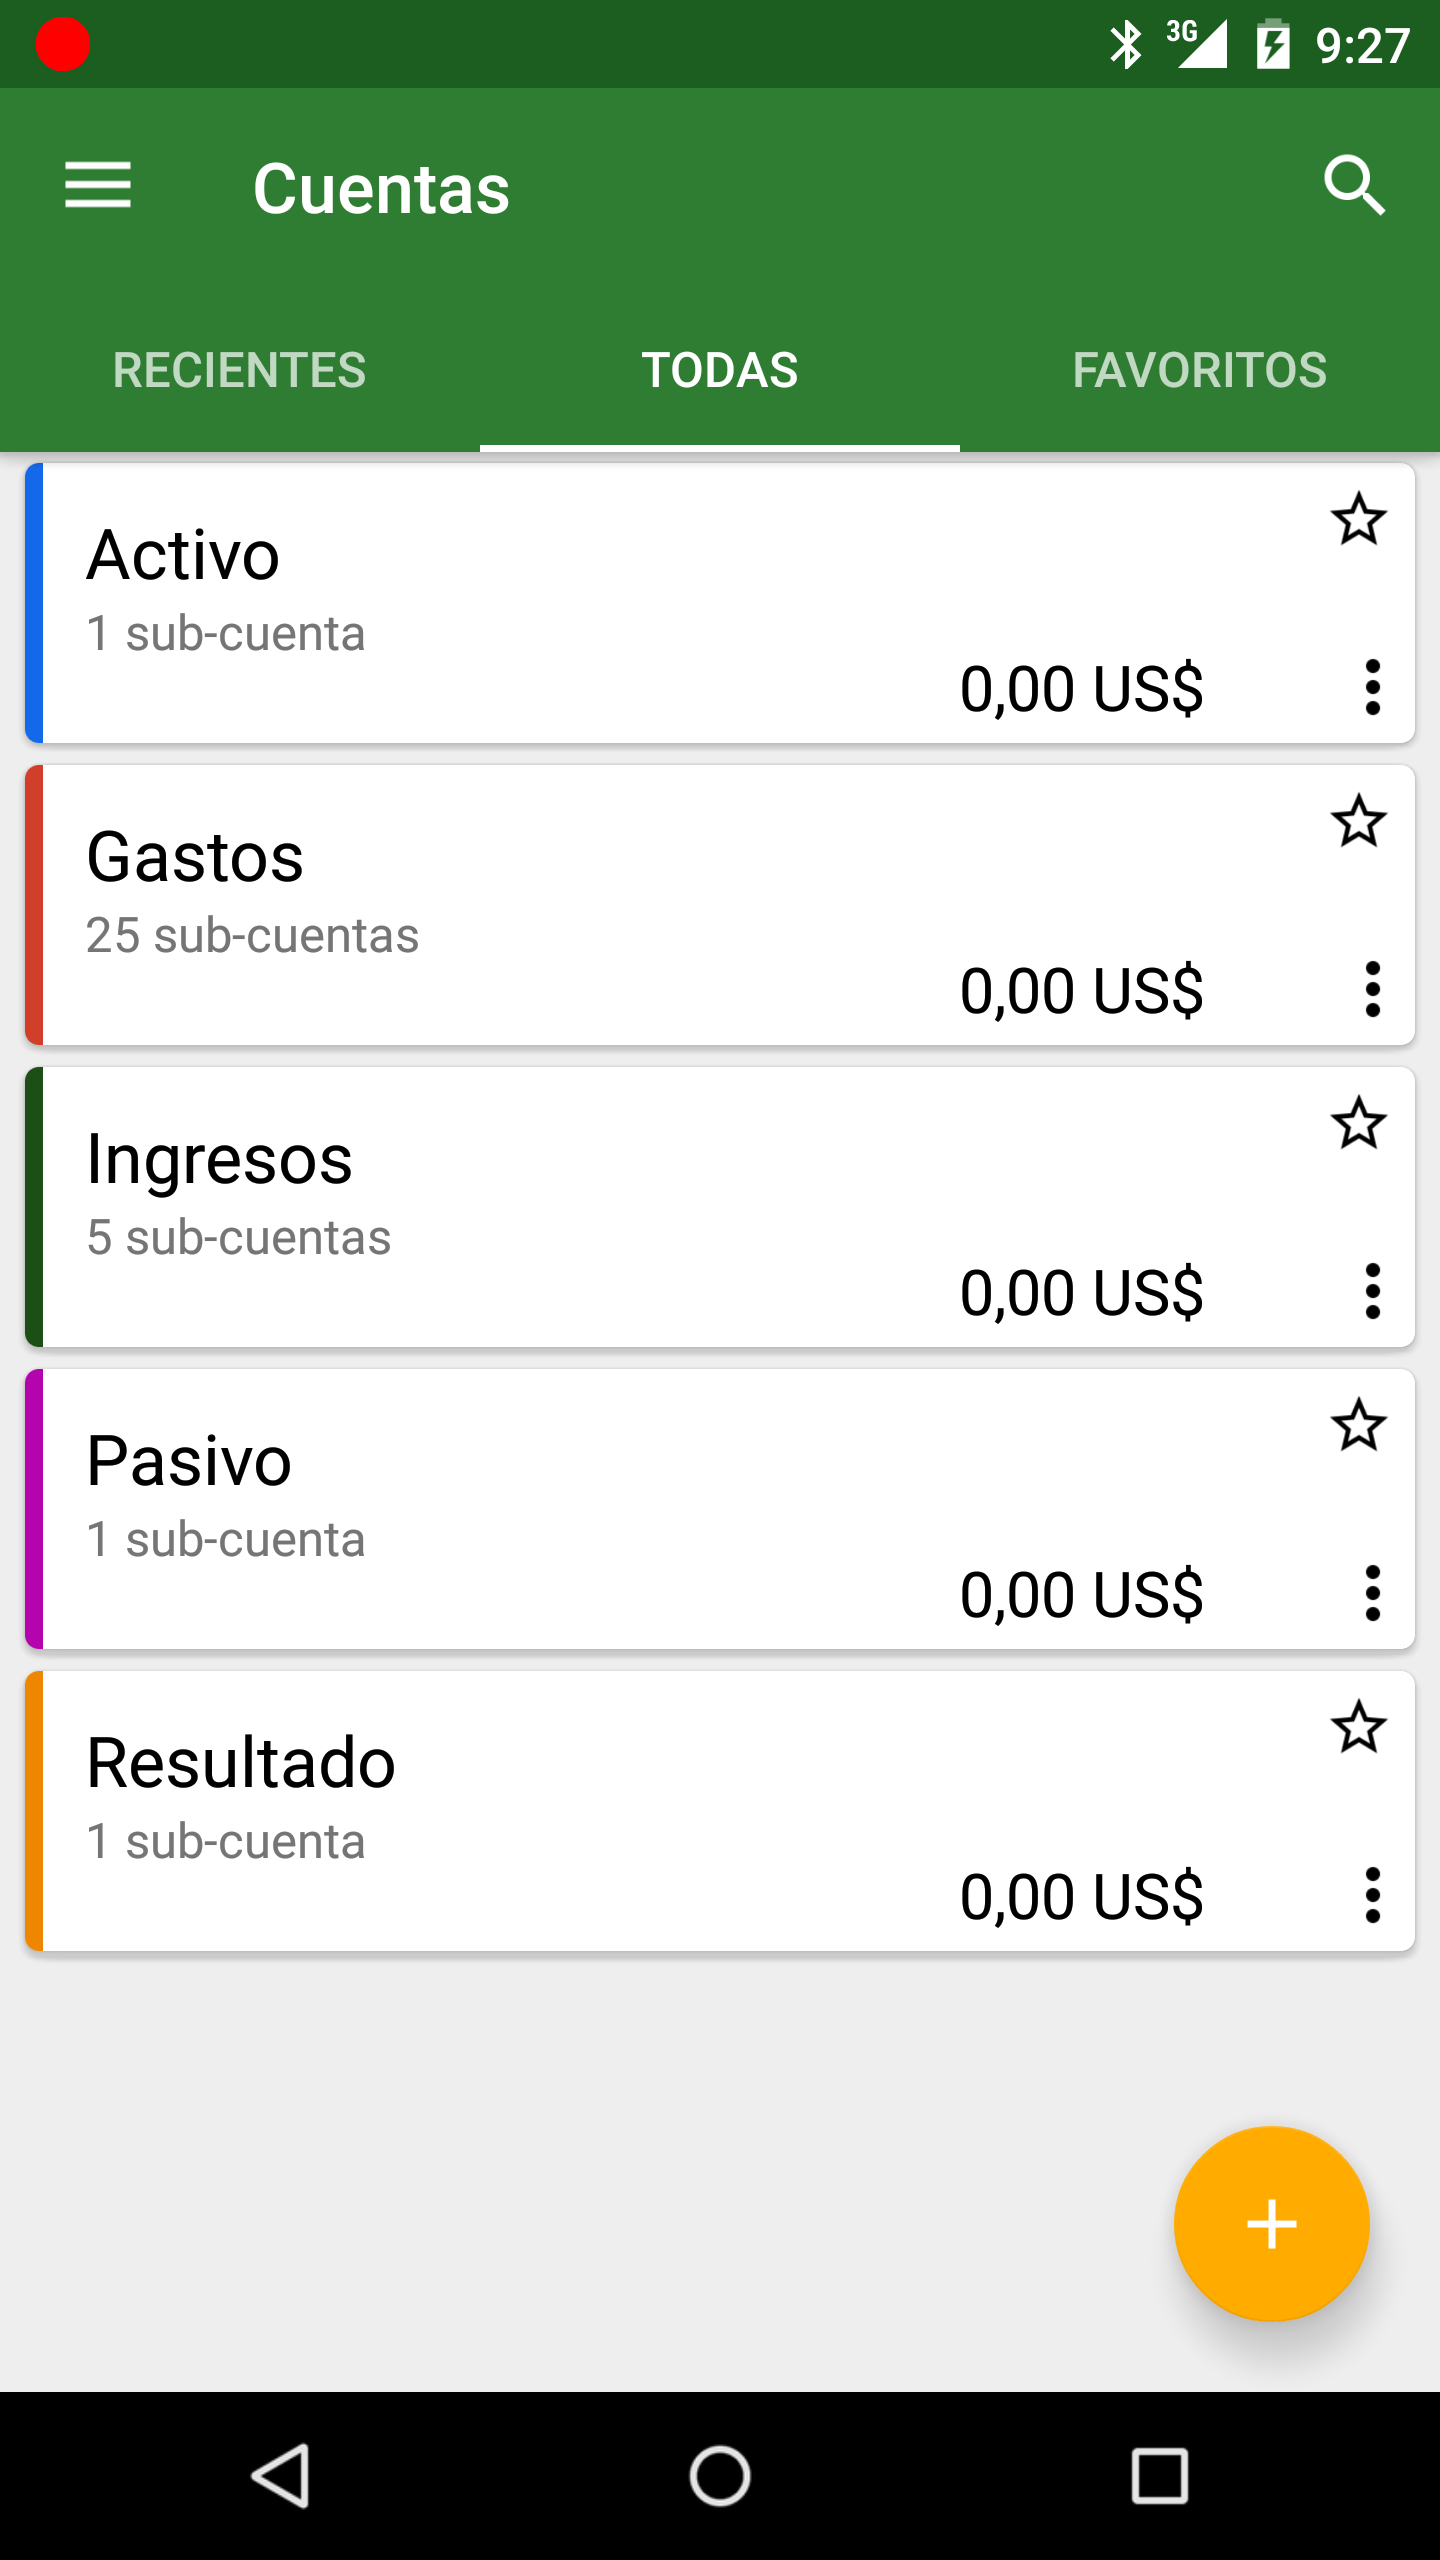 3G 9:27
Cuentas
RECIENTES TODAS FAVORITOS
Activo
1 sub-cuenta
0,00 US$
Gastos
25 sub-cuentas
0,00 US$
Ingresos
5 sub-cuentas
0,00 US$
Pasivo
1 sub-cuenta
0,00 US$
Resultado
1 sub-cuenta
0,00 US$